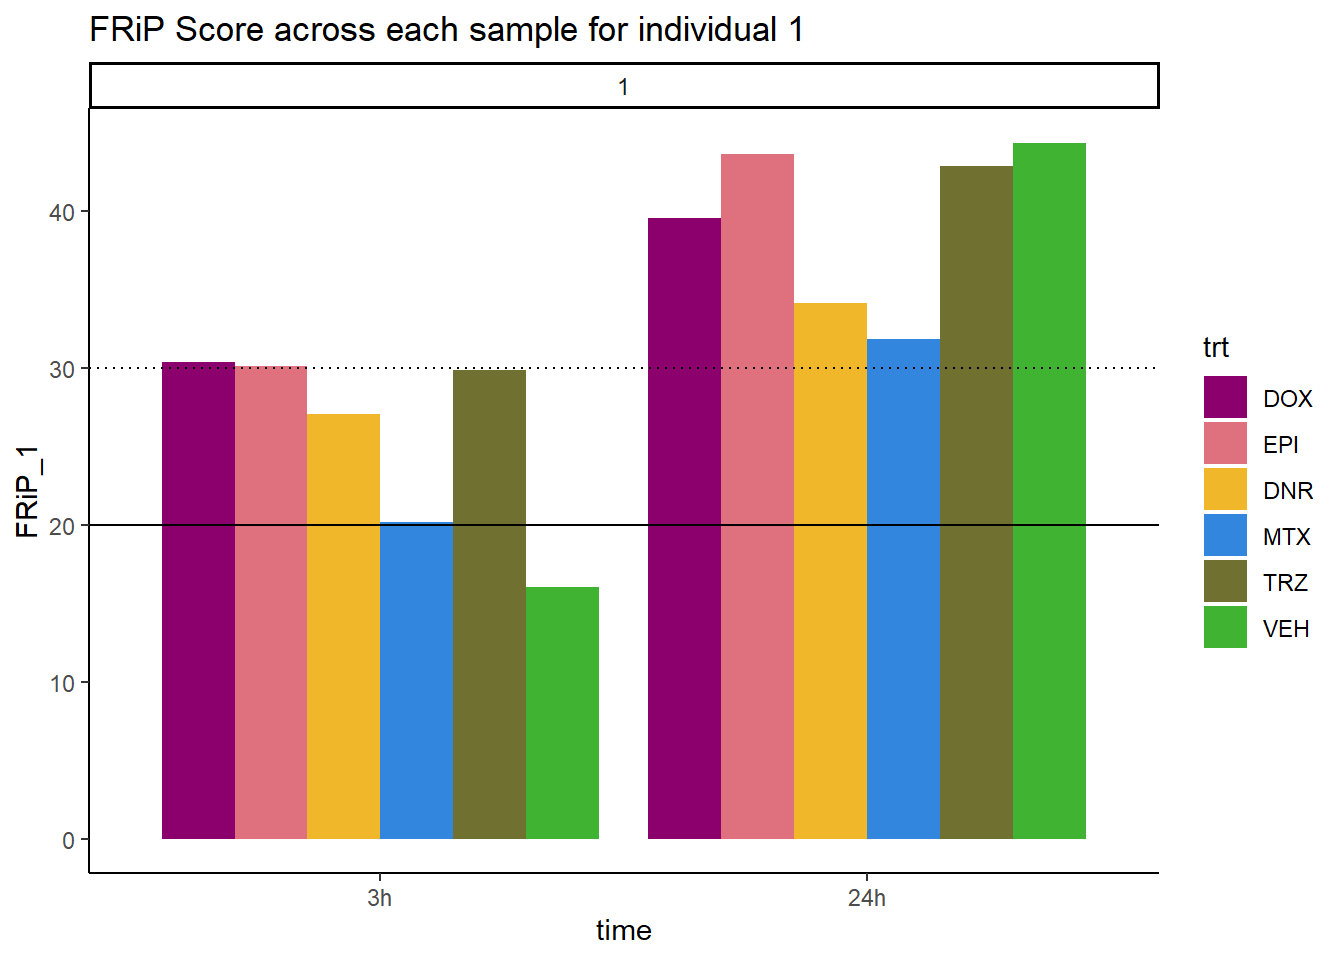 FRiP Score across each sample for individual 1
1
FRiP_1
40
30
20
10
0
3h
24h
time
trt
DOX
EPI
DNR
MTX
TRZ
VEH